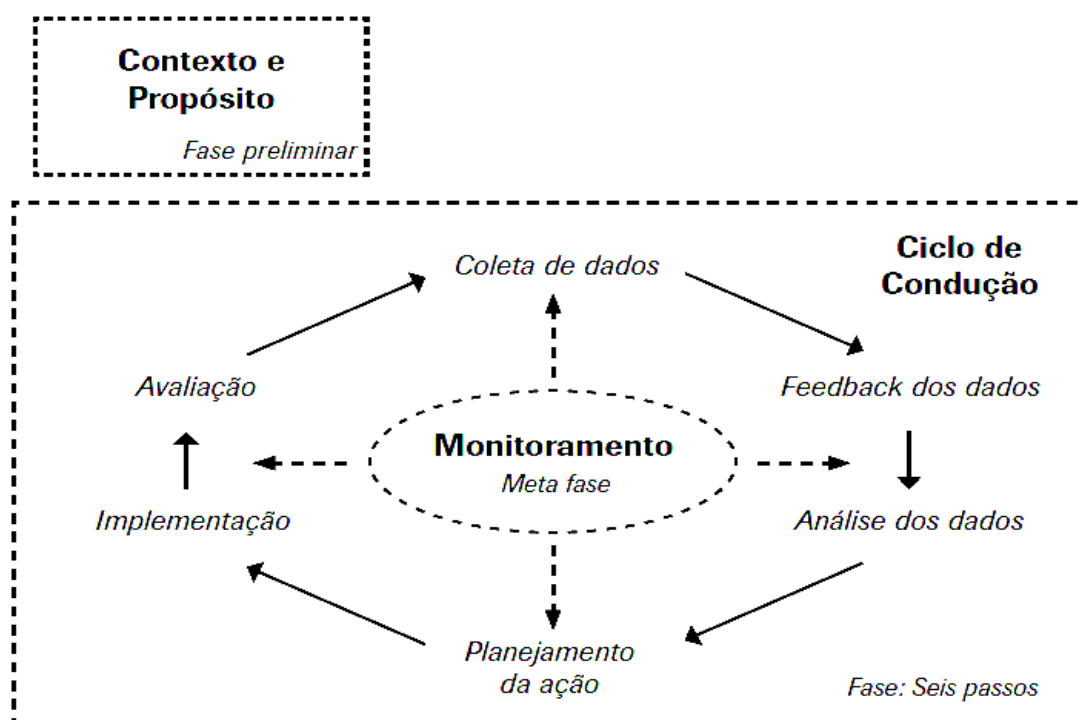 Contexto e
Propósito
Fase preliminar
Ciclo de
Condução
Coleta de dados
Avaliação
Feedback dos dados
Monitoramento
Meta fase
Implementação
Análise dos dados
Planejamento
da ação
Fase: Seis passos